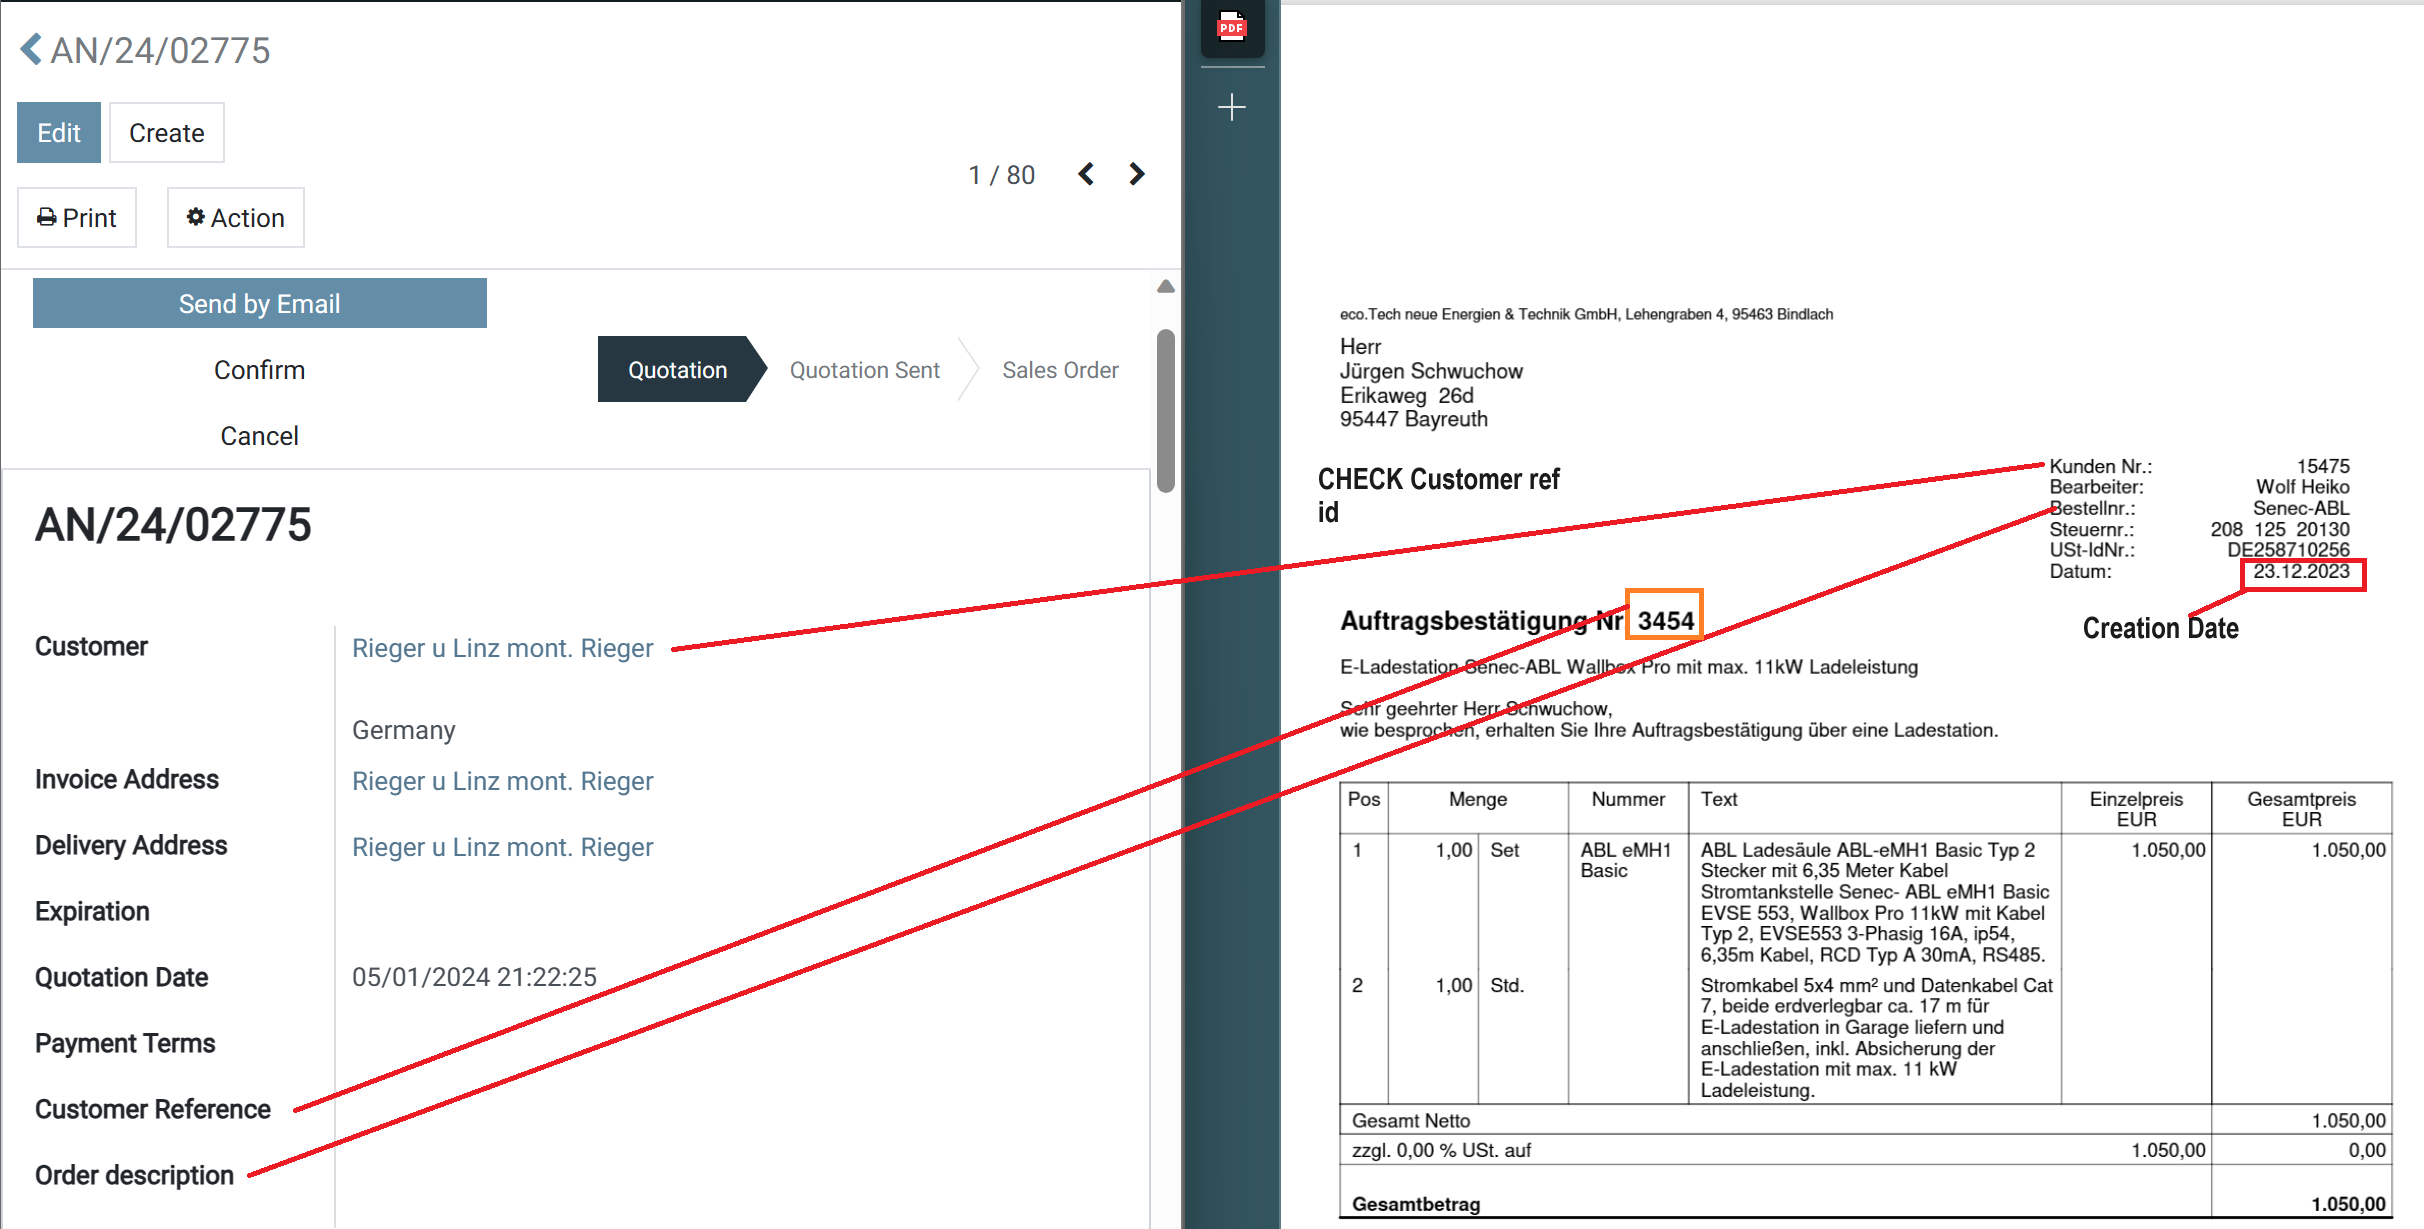 AN/24/02775
Edit
Create
1 / 80
Print
Action
Send by Email
Confirm
Cancel
Quotation
Quotation Sent
Sales Order
AN/24/02775
Customer
Rieger u Linz mont. Rieger
Germany
Invoice Address
Rieger u Linz mont. Rieger
Delivery Address
Rieger u Linz mont. Rieger
Expiration
Quotation Date
05/01/2024 21:22:25
Payment Terms
Customer Reference
Order description
PDF
eco.Tech neue Energien & Technik GmbH, Lehengraben 4, 95463 Bindlach
Herr
Jürgen Schwuchow
Erikaweg 26d
95447 Bayreuth
CHECK Customer ref
id
Kunden Nr.: 15475
Bearbeiter: Wolf Heiko
Bestellnr.: Senec-ABL
Steuernr.: 208 125 20130
USt-IdNr.: DE258710256
Datum: 23.12.2023
Creation Date
Auftragsbestätigung Nr 3454
E-Ladestation Senec-ABL Wallbox Pro mit max. 11kW Ladeleistung
Sehr geehrter Herr Schwuchow,
wie besprochen, erhalten Sie Ihre Auftragsbestätigung über eine Ladestation.
Pos Menge Nummer Text Einzelpreis Gesamtpreis
EUR EUR
1 1,00 Set ABL eMH1 ABL Ladesäule ABL-eMH1 Basic Typ 2 1.050,00 1.050,00
Basic Stecker mit 6,35 Meter Kabel
Stromtankstelle Senec- ABL eMH1 Basic
EVSE 553, Wallbox Pro 11kW mit Kabel
Typ 2, EVSE553 3-Phasig 16A, ip54,
6,35m Kabel, RCD Typ A 30mA, RS485.
2 1,00 Std. Stromkabel 5x4 mm² und Datenkabel Cat
7, beide erdverlegbar ca. 17 m für
E-Ladestation in Garage liefern und
anschließen, inkl. Absicherung der
E-Ladestation mit max. 11 kW
Ladeleistung.
Gesamt Netto 1.050,00
zzgl. 0,00 % USt. auf 1.050,00 0,00
Gesamtbetrag 1.050,00